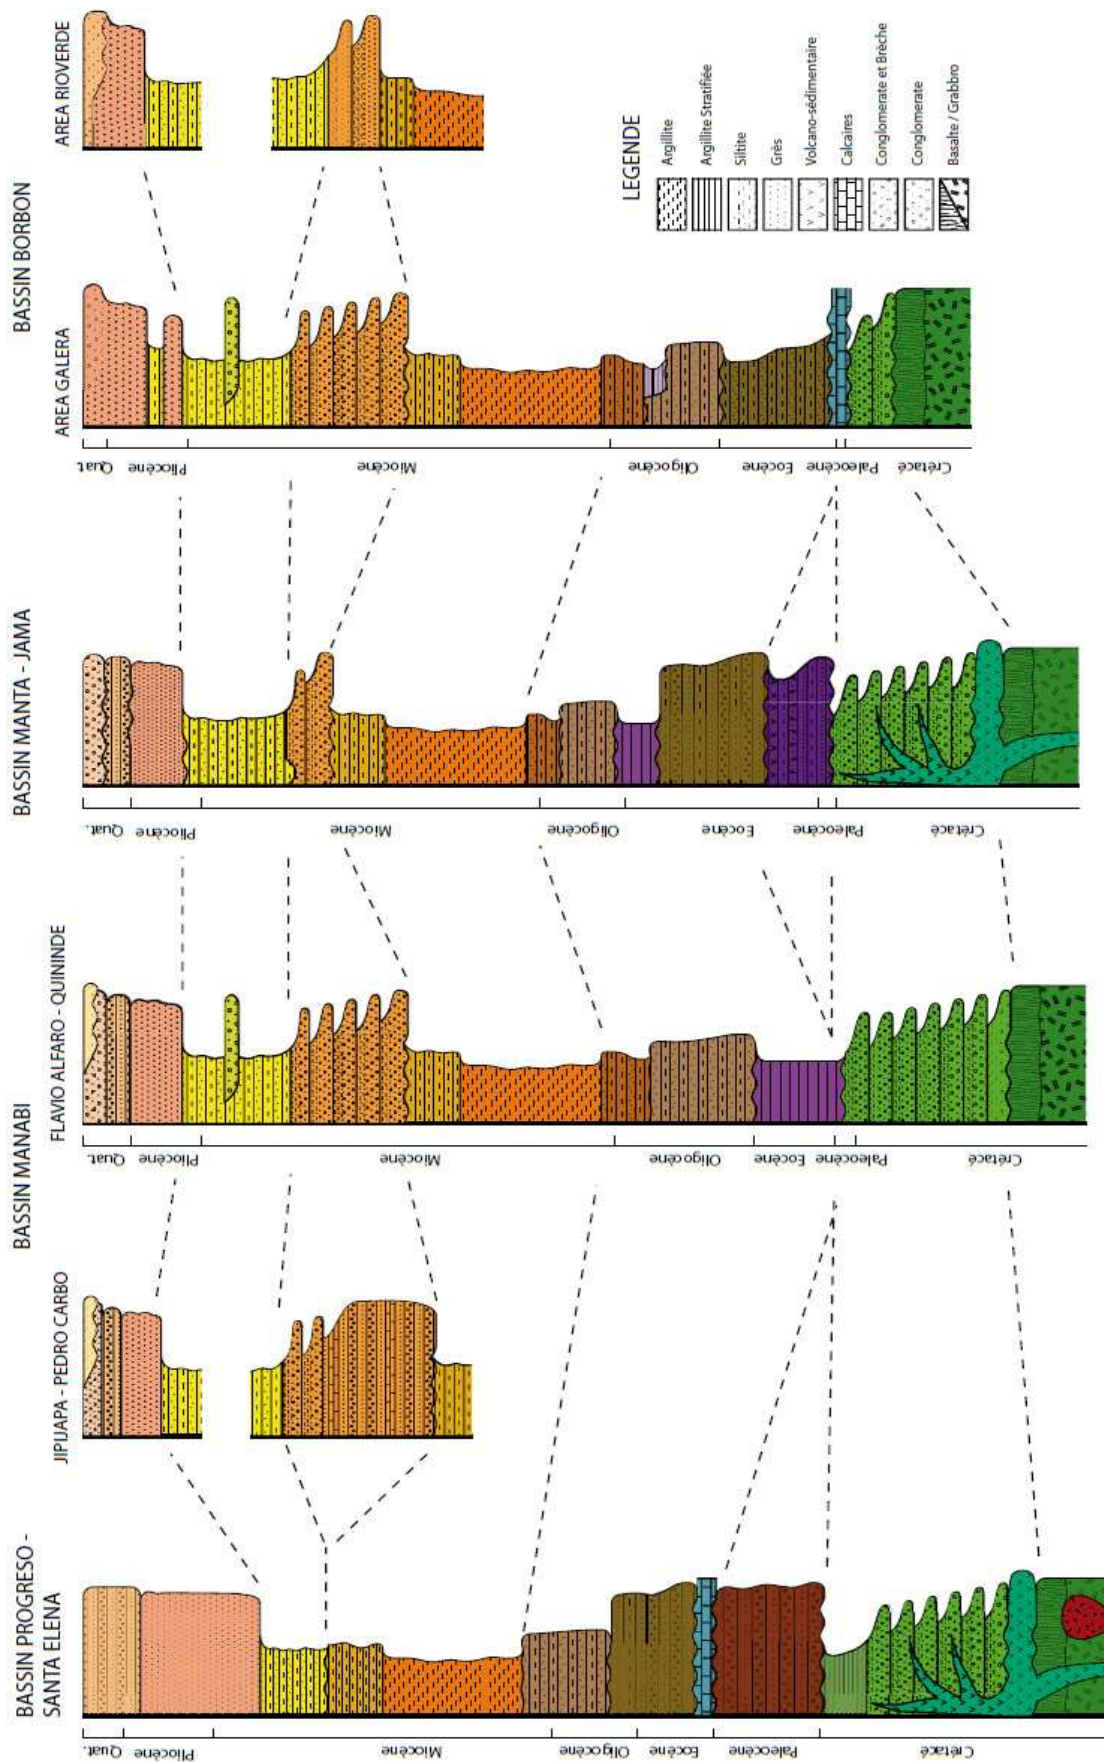 BASSIN PROGRESO -
SANTA ELENA
Quat.
Pliocène
Miocène
Oligocène
Eocène
Paleocène
Crétacé
BASSIN MANABI
JIPIJAPA - PEDRO CARBO
FLAVIO ALFARO - QUININDE
Quat.
Pliocène
Miocène
Oligocène
Eocène
Paleocène
Crétacé
BASSIN MANTA - JAMA
Quat.
Pliocène
Miocène
Oligocène
Eocène
Paleocène
Crétacé
BASSIN BORBON
AREA GALERA
AREA RIOVERDE
Quat.
Pliocène
Miocène
Oligocène
Eocène
Paleocène
Crétacé
LEGENDE
Argillite
Argillite Stratifiée
Siltite
Grès
Volcano-sédimentaire
Calcaires
Conglomerate et Brèche
Conglomerate
Basalte / Grabbro